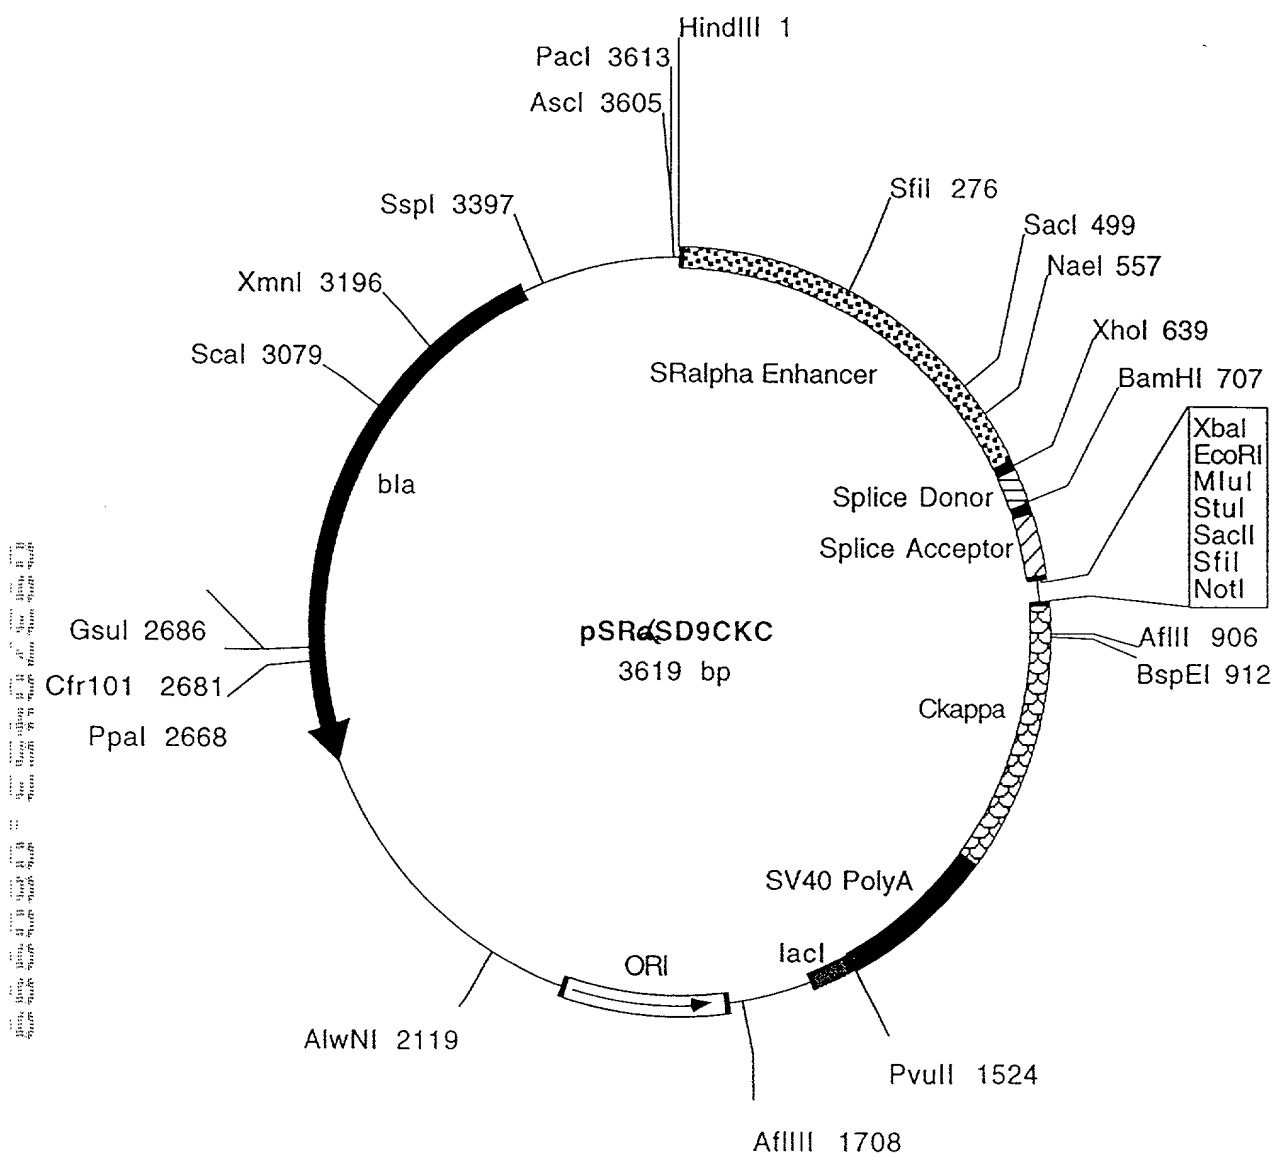 HindIII 1
PacI 3613
AscI 3605
SfiI 276
SspI 3397
SacI 499
NaeI 557
XmnI 3196
XhoI 639
ScaI 3079
SRalpha Enhancer
BamHI 707
XbaI
EcoRI
MluI
StuI
SacII
SfiI
NotI
bla
Splice Donor
Splice Acceptor
GsuI 2686
pSRαSD9CKC
3619 bp
AflII 906
BspEI 912
Cfr101 2681
Ckappa
PpaI 2668
SV40 PolyA
lacI
ORI
AlwNI 2119
PvuII 1524
AflIII 1708